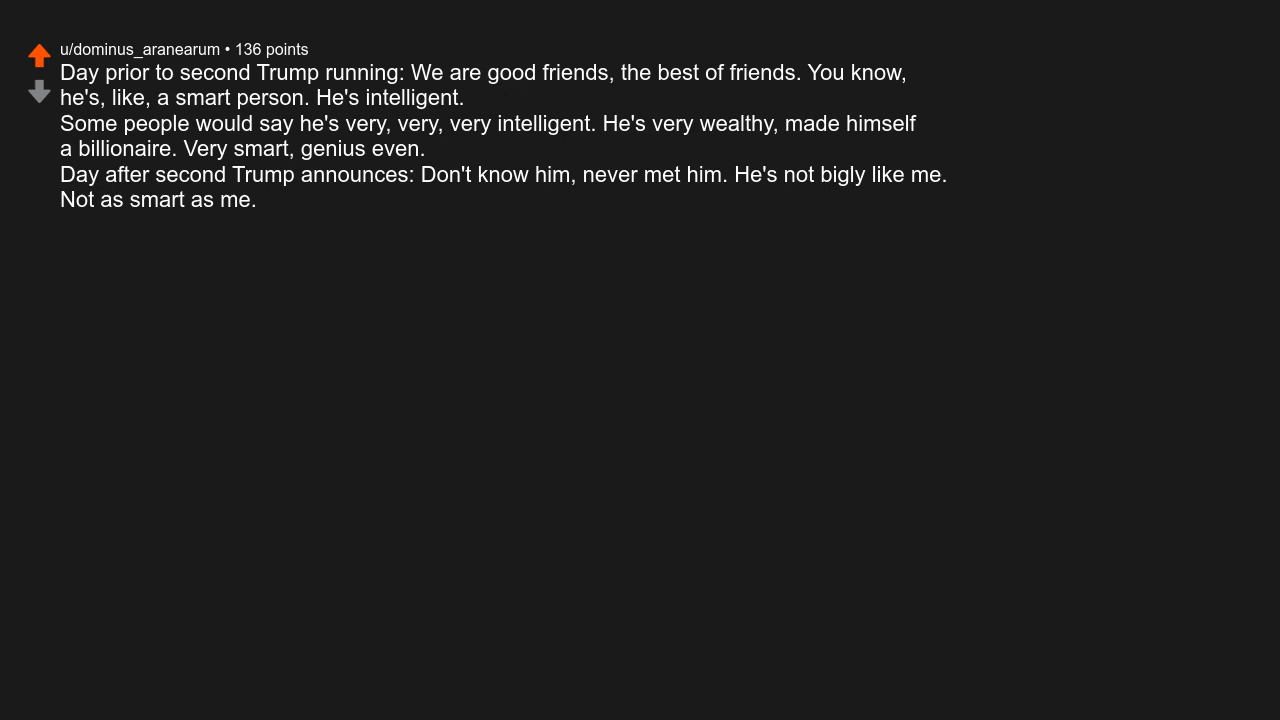 u/dominus_aranearum • 136 points
Day prior to second Trump running: We are good friends, the best of friends. You know,
he's, like, a smart person. He's intelligent.
Some people would say he's very, very, very intelligent. He's very wealthy, made himself
a billionaire. Very smart, genius even.
Day after second Trump announces: Don't know him, never met him. He's not bigly like me.
Not as smart as me.